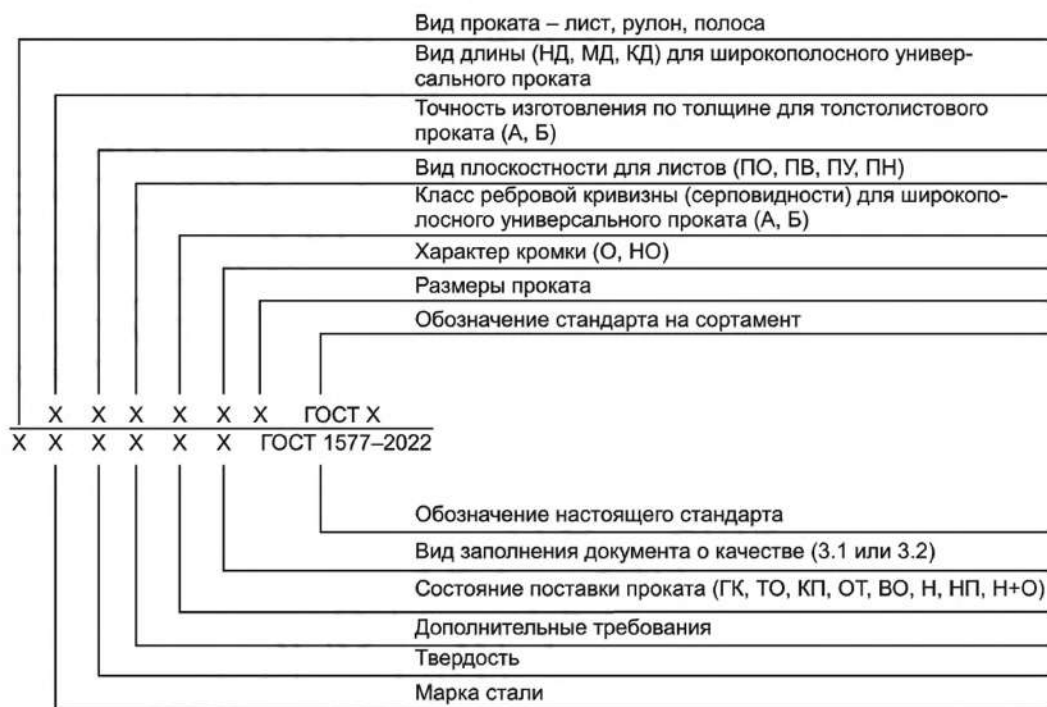 Вид проката – лист, рулон, полоса
Вид длины (НД, МД, КД) для широкополосного универ-
сального проката
Точность изготовления по толщине для толстолистового
проката (А, Б)
Вид плоскостности для листов (ПО, ПВ, ПУ, ПН)
Класс ребровой кривизны (серповидности) для широкопо-
лосного универсального проката (А, Б)
Характер кромки (О, НО)
Размеры проката
Обозначение стандарта на сортамент
Х Х Х Х Х Х ГОСТ Х
Х Х Х Х Х Х ГОСТ 1577–2022
Обозначение настоящего стандарта
Вид заполнения документа о качестве (3.1 или 3.2)
Состояние поставки проката (ГК, ТО, КП, ОТ, ВО, Н, НП, Н+О)
Дополнительные требования
Твердость
Марка стали